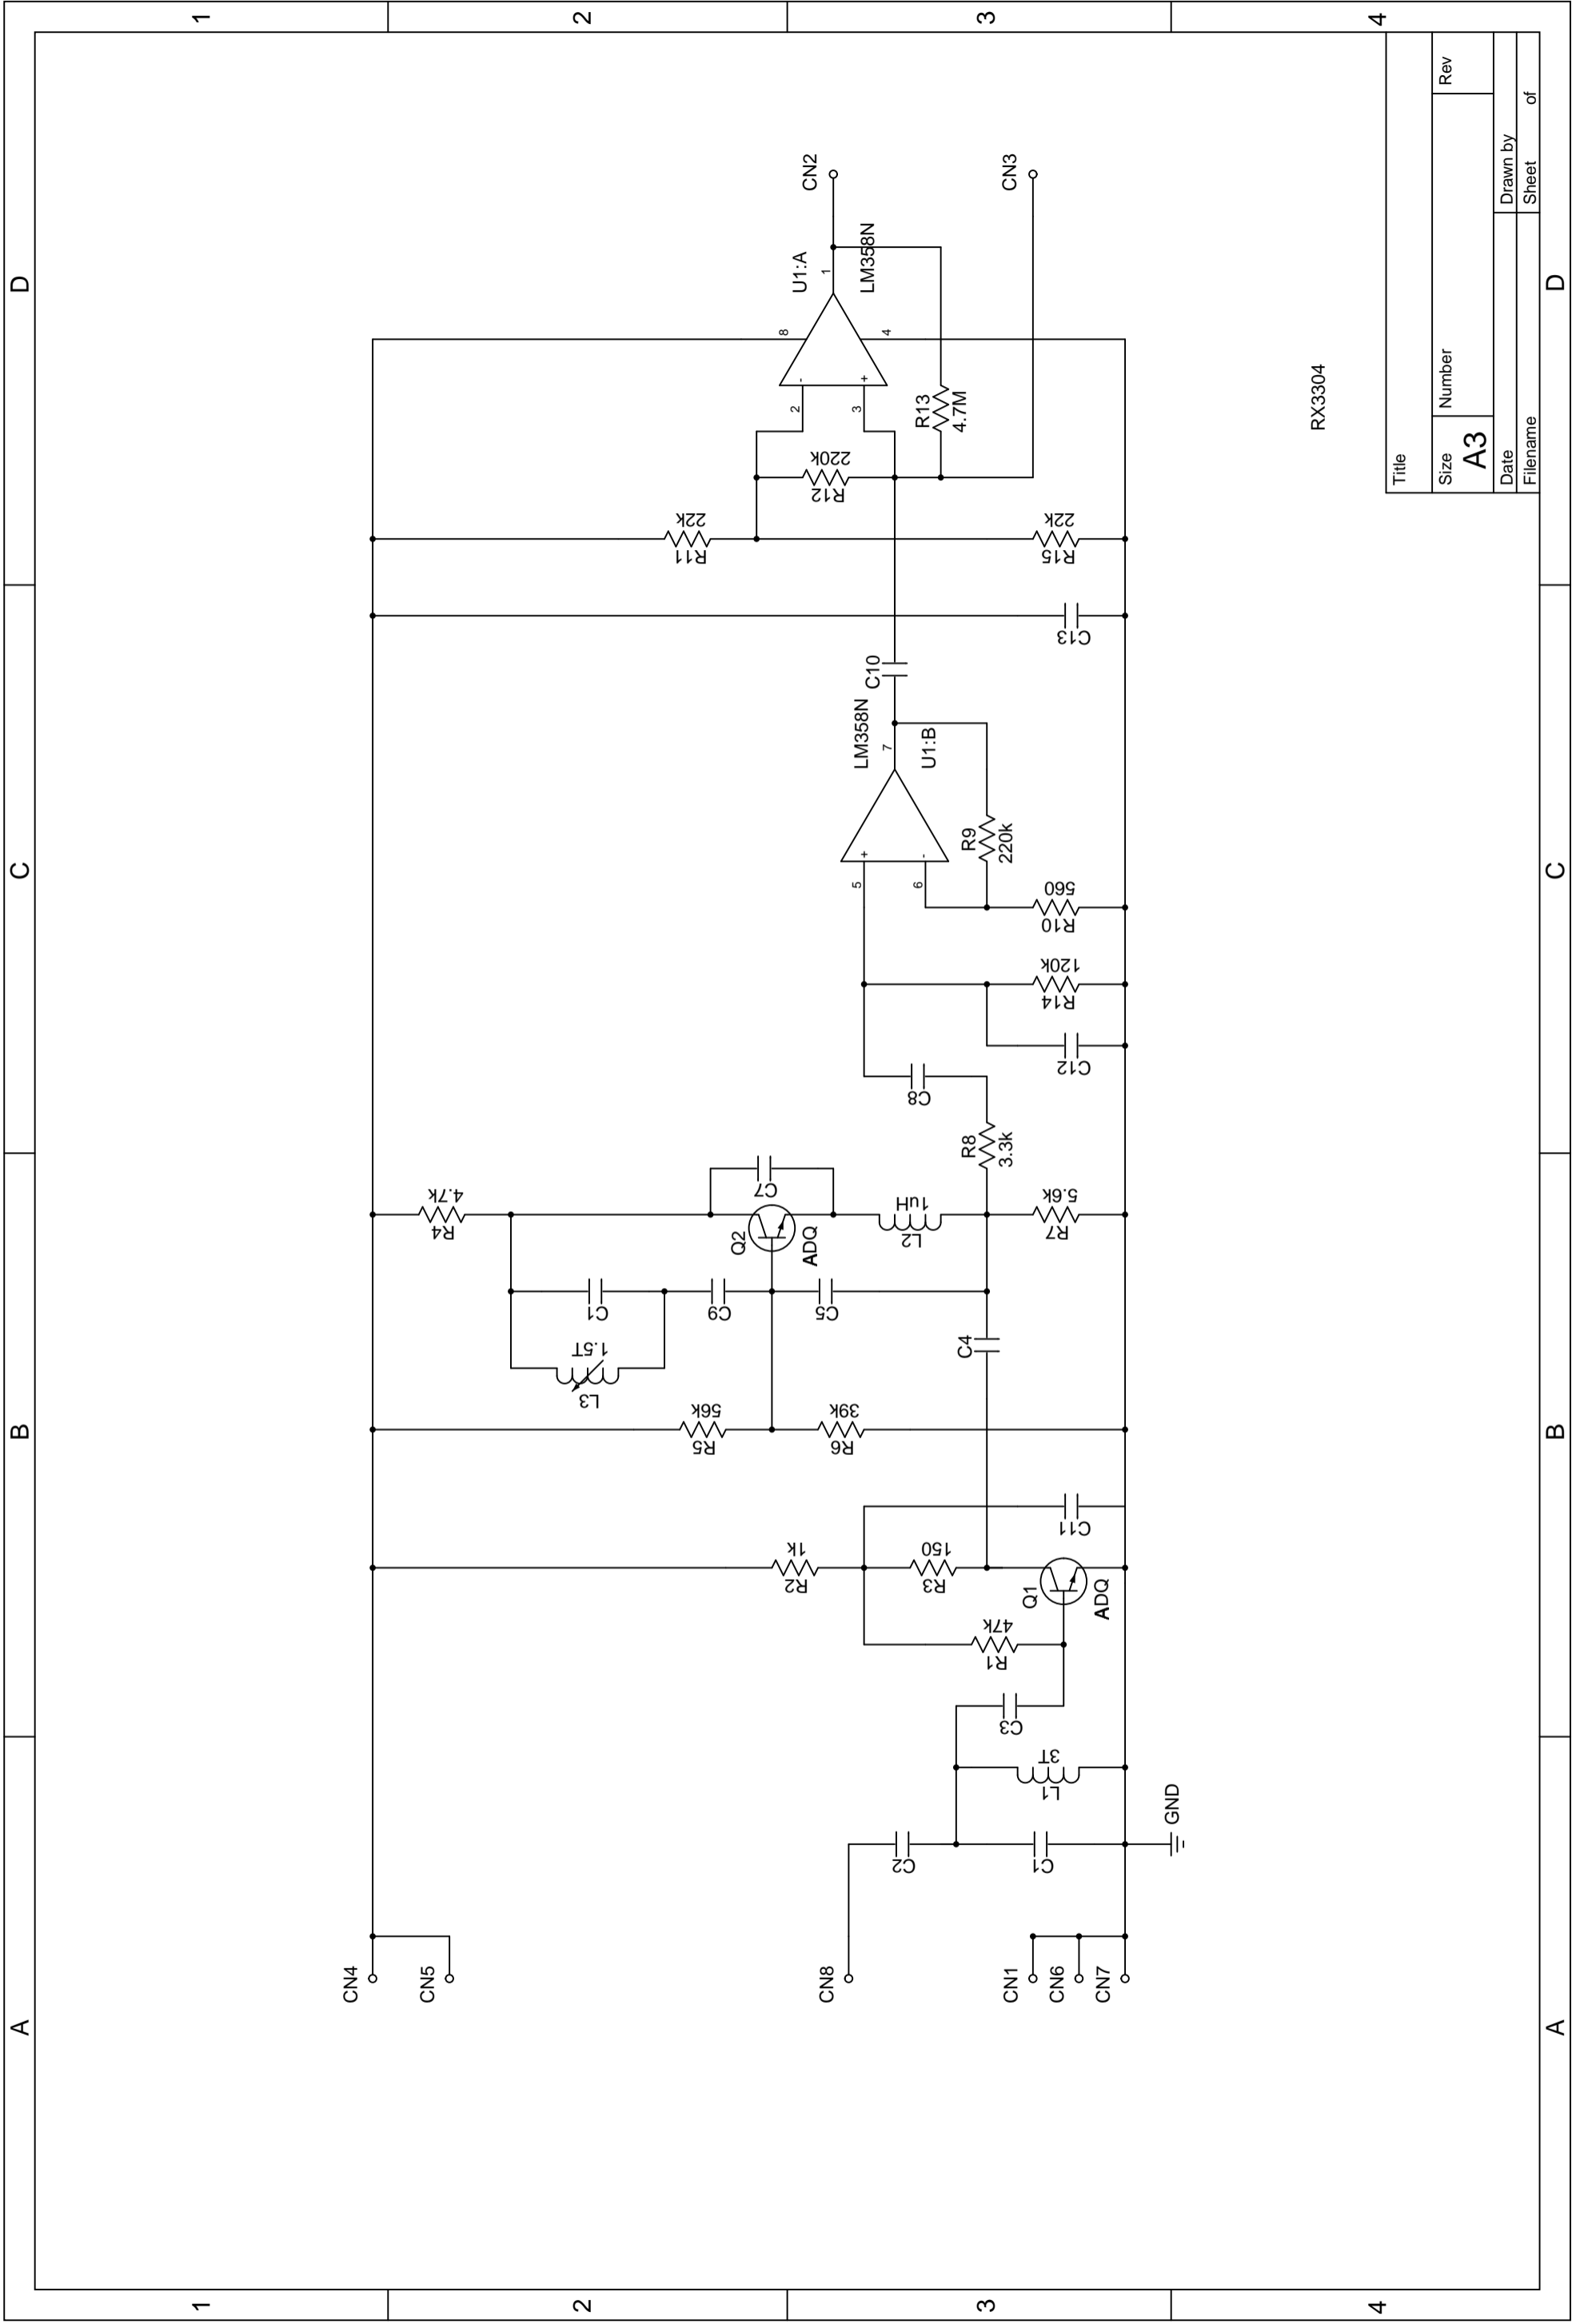 A
B
C
D
1
2
3
4
CN4
CN5
CN8
CN1
CN6
CN7
GND
C2
C1
L1
3T
C3
R1
47k
Q1
ADQ
R2
1k
R3
150
C11
R5
56k
R6
39k
L3
1.5T
C1
C9
C5
C4
R4
4.7k
Q2
ADQ
C7
L2
1uH
R7
5.6k
R8
3.3k
C8
C12
R14
120k
R10
560
R9
220k
5
6
+
-
7
LM358N
U1:B
C10
C13
R11
22k
R15
22k
R12
220k
R13
4.7M
2
3
-
+
8
4
1
U1:A
LM358N
CN2
CN3
RX3304
Title
Size
A3
Number
Rev
Date
Drawn by
Filename
Sheet of
1
2
3
4
A
B
C
D